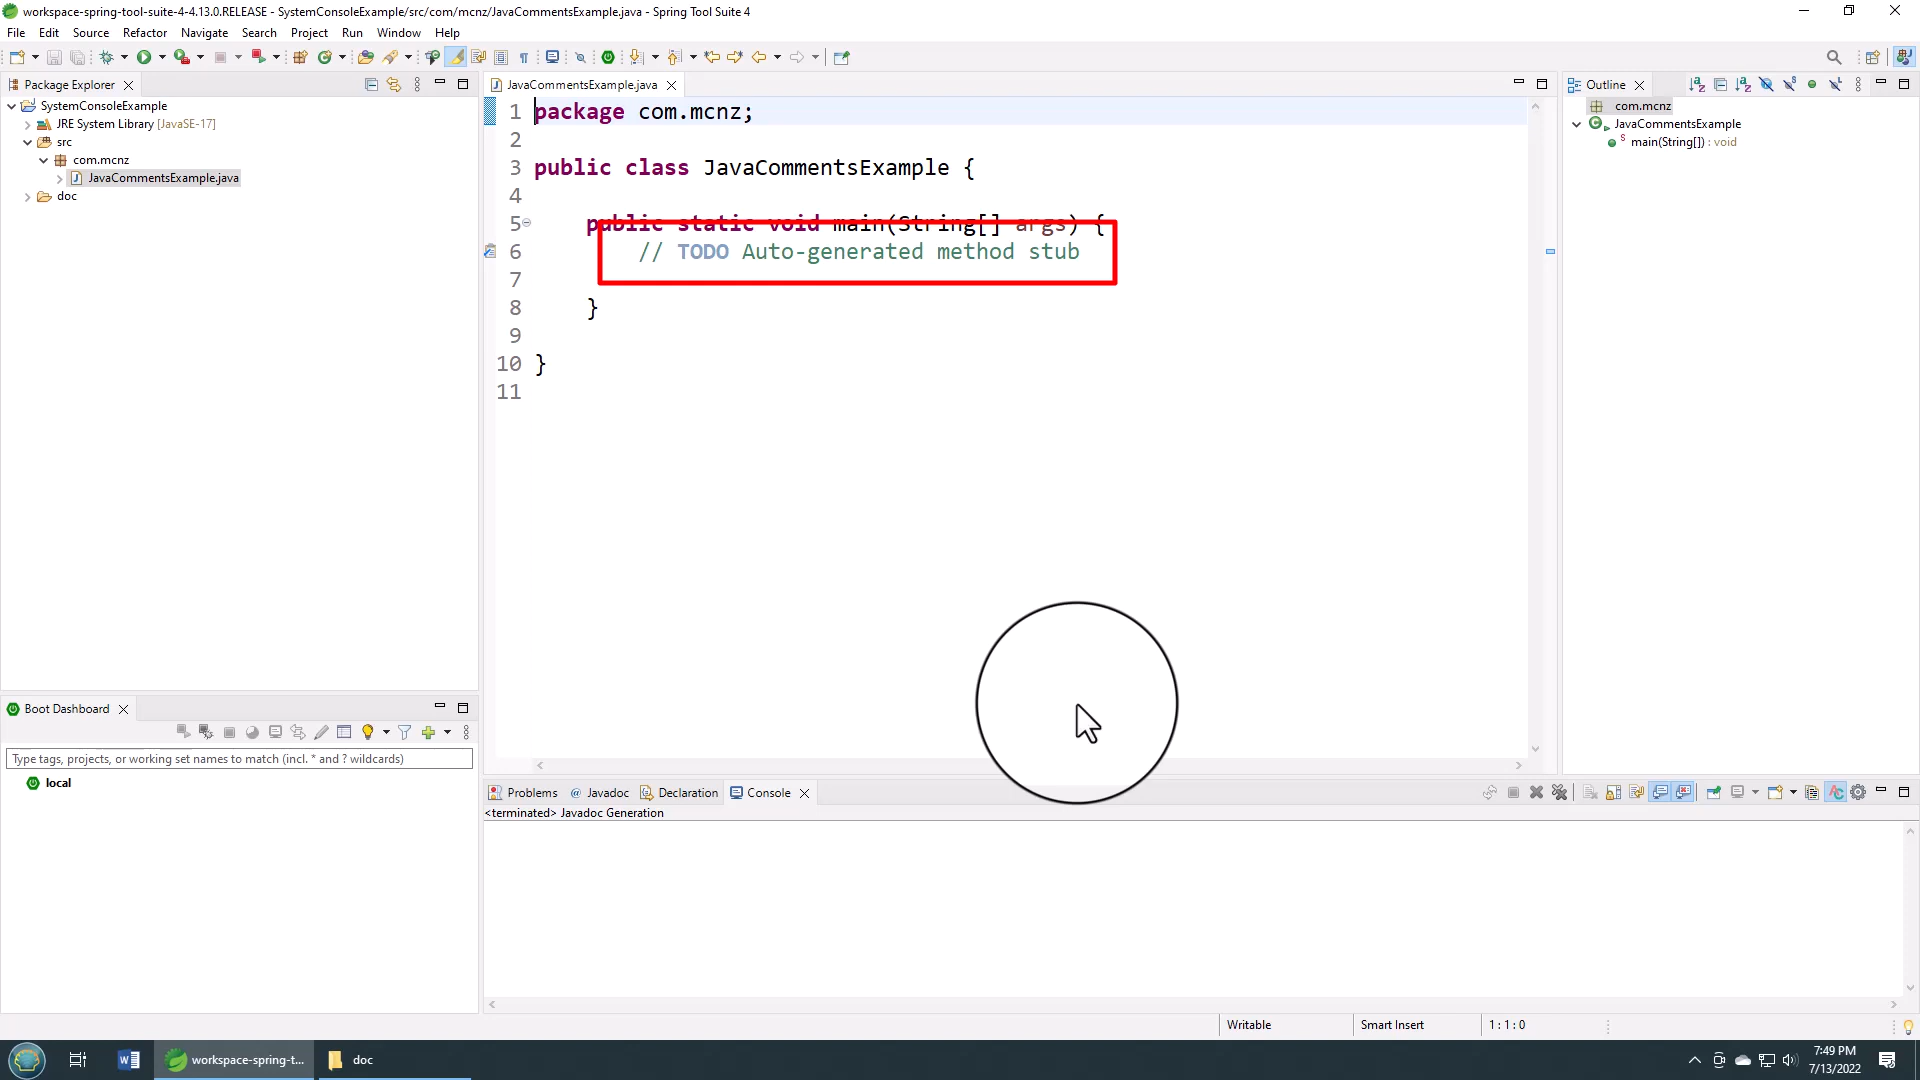 workspace-spring-tool-suite-4-4.13.0.RELEASE - SystemConsoleExample/src/com/mcnz/JavaCommentsExample.java - Spring Tool Suite 4
File Edit Source Refactor Navigate Search Project Run Window Help
Package Explorer
SystemConsoleExample
JRE System Library [JavaSE-17]
src
com.mcnz
JavaCommentsExample.java
doc
JavaCommentsExample.java
1 package com.mcnz;
2
3 public class JavaCommentsExample {
4
5 public static void main(String[] args) {
6 // TODO Auto-generated method stub
7
8 }
9
10 }
11
Outline
com.mcnz
JavaCommentsExample
main(String[]) : void
Boot Dashboard
Type tags, projects, or working set names to match (incl. * and ? wildcards)
local
Problems @ Javadoc Declaration Console
<terminated> Javadoc Generation
Writable Smart Insert 1 : 1 : 0
workspace-spring-t... doc
7:49 PM
7/13/2022